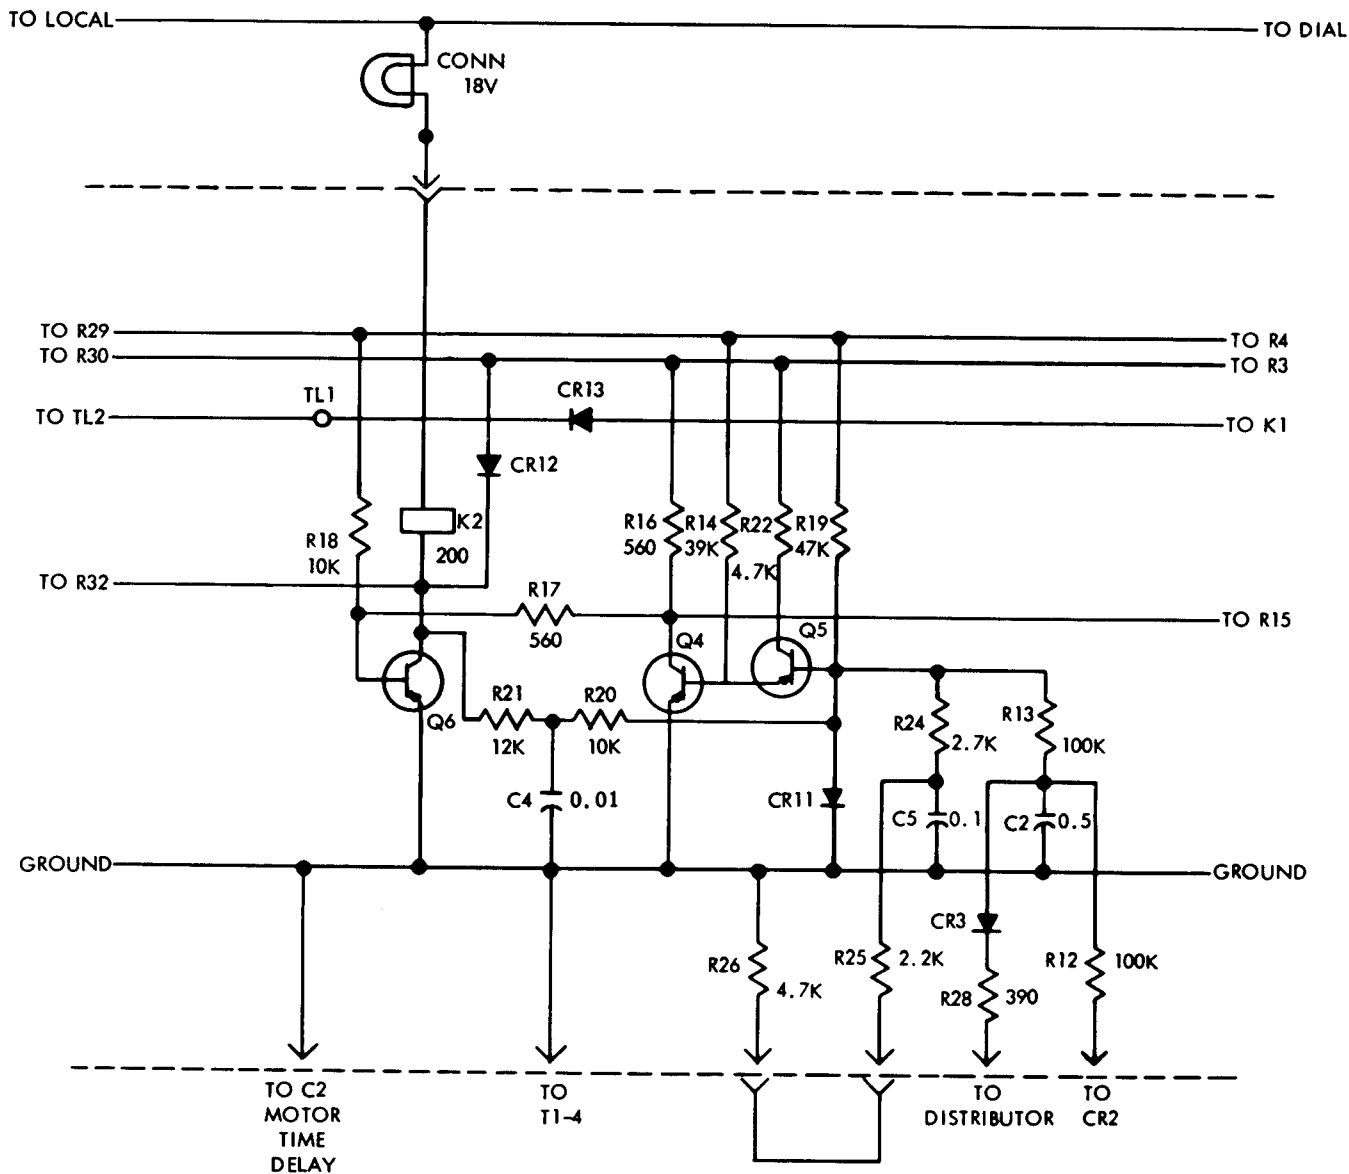 TO LOCAL
TO DIAL
CONN
18V
TO R29
TO R4
TO R30
TO R3
TL1
CR13
TO TL2
TO K1
CR12
R18
10K
K2
200
R16
560
R14
39K
R22
4.7K
R19
47K
TO R32
R17
560
TO R15
Q4
Q5
Q6
R21
12K
R20
10K
R24
2.7K
R13
100K
C4
0.01
CR11
C5
0.1
C2
0.5
GROUND
GROUND
CR3
R26
4.7K
R25
2.2K
R28
390
R12
100K
TO C2
MOTOR
TIME
DELAY
TO
T1-4
TO
DISTRIBUTOR
TO
CR2